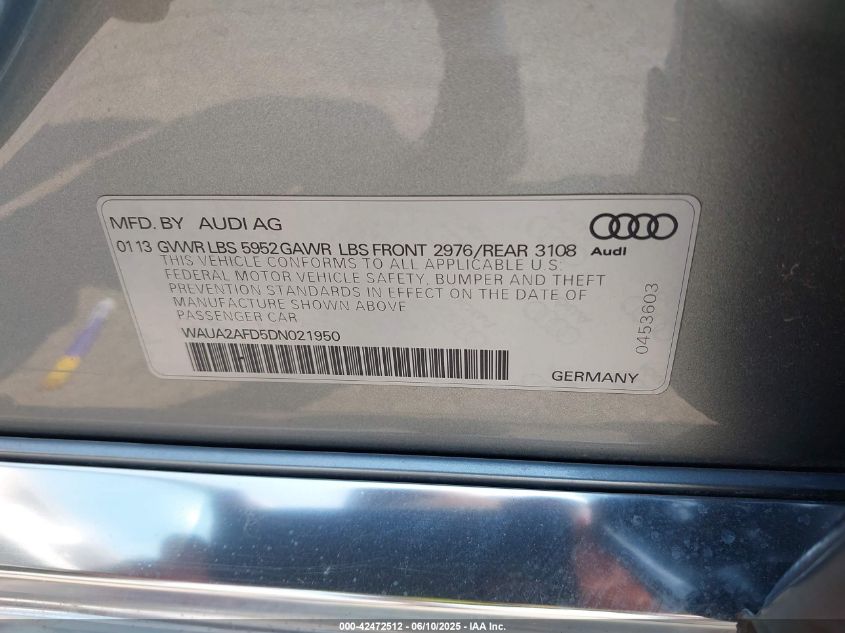 MFD. BY AUDI AG
01 13 GVWR LBS 5952 GAWR LBS FRONT 2976/REAR 3108
Audi
THIS VEHICLE CONFORMS TO ALL APPLICABLE U.S.
FEDERAL MOTOR VEHICLE SAFETY, BUMPER AND THEFT
PREVENTION STANDARDS IN EFFECT ON THE DATE OF
MANUFACTURE SHOWN ABOVE
PASSENGER CAR
WAUA2AFD5DN021950
GERMANY
0453603
000-42472512 - 06/10/2025 - IAA Inc.